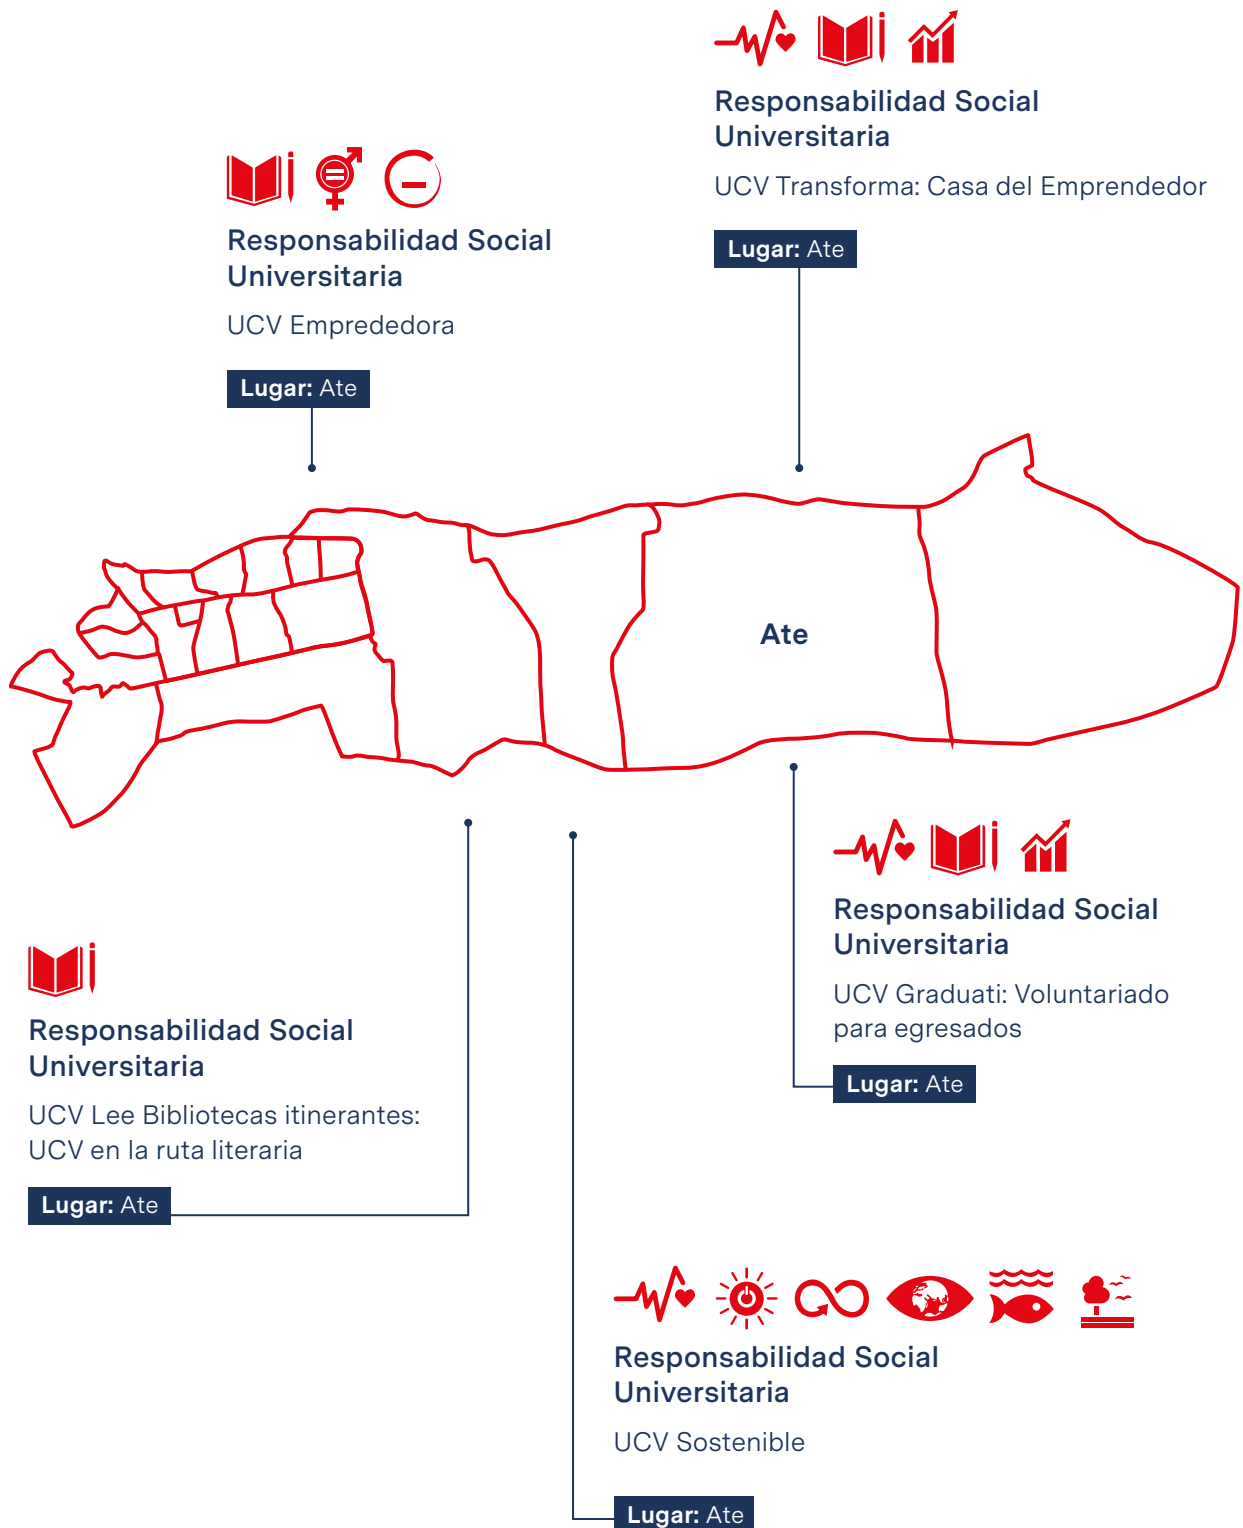 Responsabilidad Social
Universitaria
UCV Transforma: Casa del Emprendedor
Lugar: Ate
Responsabilidad Social
Universitaria
UCV Emprededora
Lugar: Ate
Ate
Responsabilidad Social
Universitaria
UCV Graduati: Voluntariado
para egresados
Lugar: Ate
Responsabilidad Social
Universitaria
UCV Lee Bibliotecas itinerantes:
UCV en la ruta literaria
Lugar: Ate
Responsabilidad Social
Universitaria
UCV Sostenible
Lugar: Ate